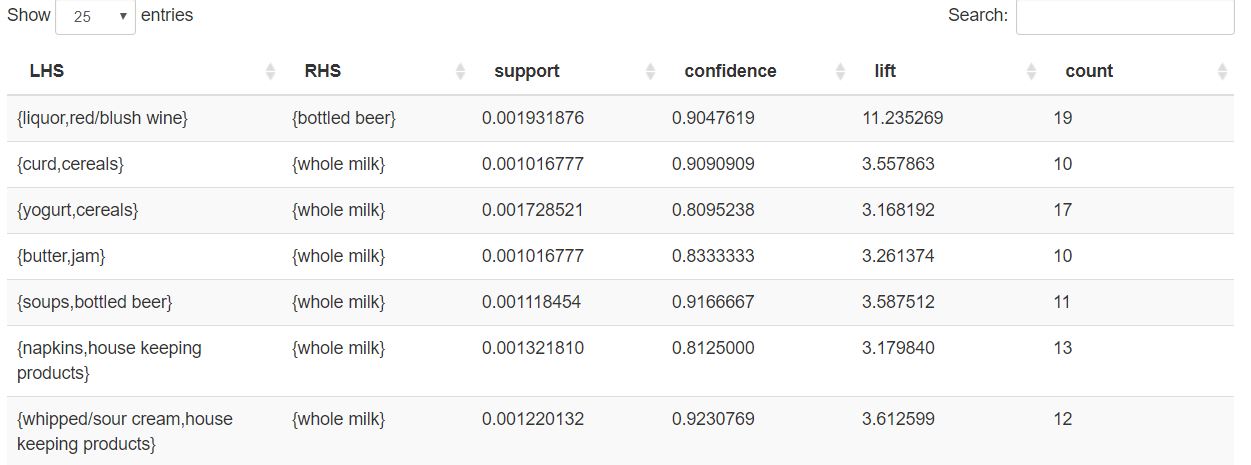 Show 25 entries Search:
LHS RHS support confidence lift count
{liquor,red/blush wine} {bottled beer} 0.001931876 0.9047619 11.235269 19
{curd,cereals} {whole milk} 0.001016777 0.9090909 3.557863 10
{yogurt,cereals} {whole milk} 0.001728521 0.8095238 3.168192 17
{butter,jam} {whole milk} 0.001016777 0.8333333 3.261374 10
{soups,bottled beer} {whole milk} 0.001118454 0.9166667 3.587512 11
{napkins,house keeping {whole milk} 0.001321810 0.8125000 3.179840 13
products}
{whipped/sour cream,house {whole milk} 0.001220132 0.9230769 3.612599 12
keeping products}